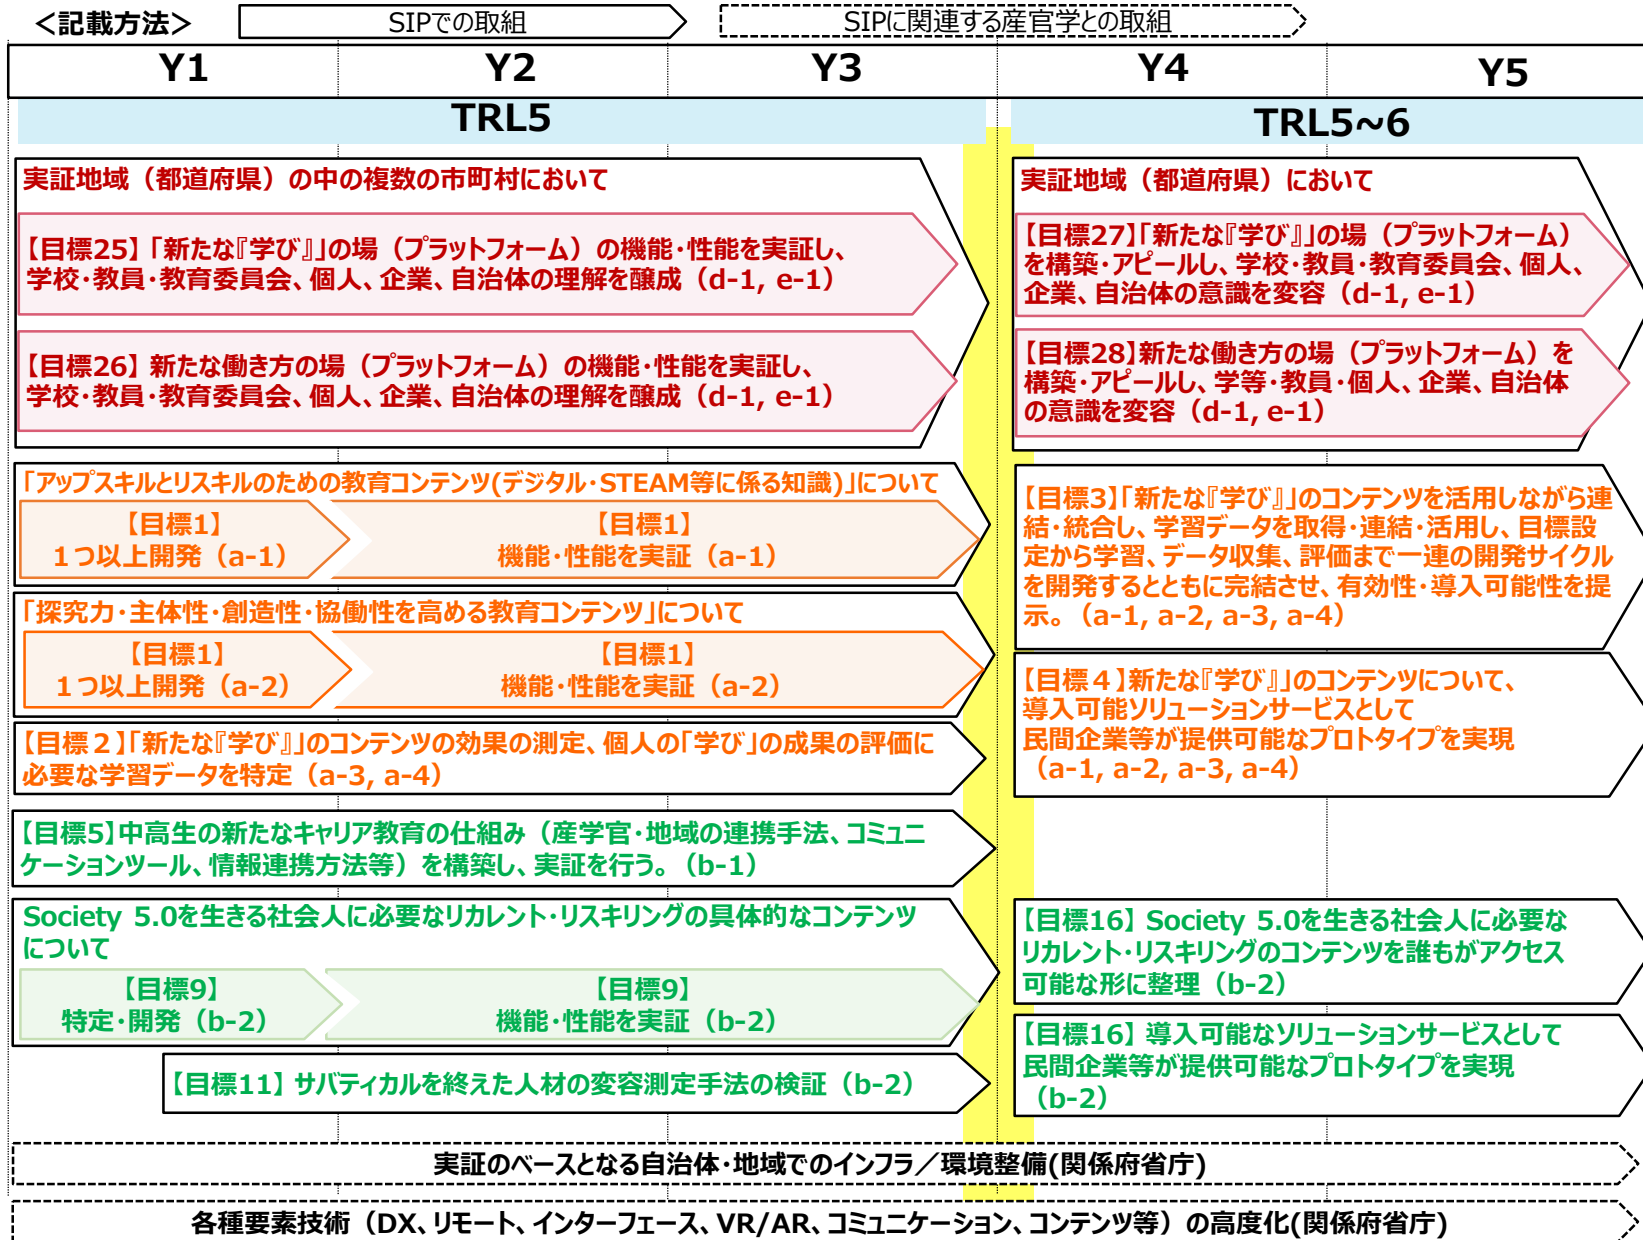 ＜記載方法＞
SIPでの取組
SIPに関連する産官学との取組
Y1
Y2
Y3
Y4
Y5
TRL5
TRL5~6
実証地域（都道府県）の中の複数の市町村において
【目標25】「新たな『学び』」の場（プラットフォーム）の機能・性能を実証し、
学校・教員・教育委員会、個人、企業、自治体の理解を醸成（d-1, e-1）
【目標26】 新たな働き方の場（プラットフォーム）の機能・性能を実証し、
学校・教員・教育委員会、個人、企業、自治体の理解を醸成（d-1, e-1）
実証地域（都道府県）において
【目標27】「新たな『学び』」の場（プラットフォーム）
を構築・アピールし、学校・教員・教育委員会、個人、
企業、自治体の意識を変容（d-1, e-1）
【目標28】新たな働き方の場（プラットフォーム）を
構築・アピールし、学等・教員・個人、企業、自治体
の意識を変容（d-1, e-1）
「アップスキルとリスキルのための教育コンテンツ(デジタル・STEAM等に係る知識)」について
【目標1】
１つ以上開発（a-1）
【目標1】
機能・性能を実証（a-1）
「探究力・主体性・創造性・協働性を高める教育コンテンツ」について
【目標1】
１つ以上開発（a-2）
【目標1】
機能・性能を実証（a-2）
【目標２】「新たな『学び』」のコンテンツの効果の測定、個人の「学び」の成果の評価に
必要な学習データを特定（a-3, a-4）
【目標3】「新たな『学び』」のコンテンツを活用しながら連
結・統合し、学習データを取得・連結・活用し、目標設
定から学習、データ収集、評価まで一連の開発サイクル
を開発するとともに完結させ、有効性・導入可能性を提
示。（a-1, a-2, a-3, a-4）
【目標４】新たな『学び』」のコンテンツについて、
導入可能ソリューションサービスとして
民間企業等が提供可能なプロトタイプを実現
（a-1, a-2, a-3, a-4）
【目標5】中高生の新たなキャリア教育の仕組み（産学官・地域の連携手法、コミュニ
ケーションツール、情報連携方法等）を構築し、実証を行う。（b-1）
Society 5.0を生きる社会人に必要なリカレント・リスキリングの具体的なコンテンツ
について
【目標9】
特定・開発（b-2）
【目標9】
機能・性能を実証（b-2）
【目標11】 サバティカルを終えた人材の変容測定手法の検証（b-2）
【目標16】 Society 5.0を生きる社会人に必要な
リカレント・リスキリングのコンテンツを誰もがアクセス
可能な形に整理（b-2）
【目標16】 導入可能なソリューションサービスとして
民間企業等が提供可能なプロトタイプを実現
（b-2）
実証のベースとなる自治体・地域でのインフラ／環境整備(関係府省庁)
各種要素技術（DX、リモート、インターフェース、VR/AR、コミュニケーション、コンテンツ等）の高度化(関係府省庁)